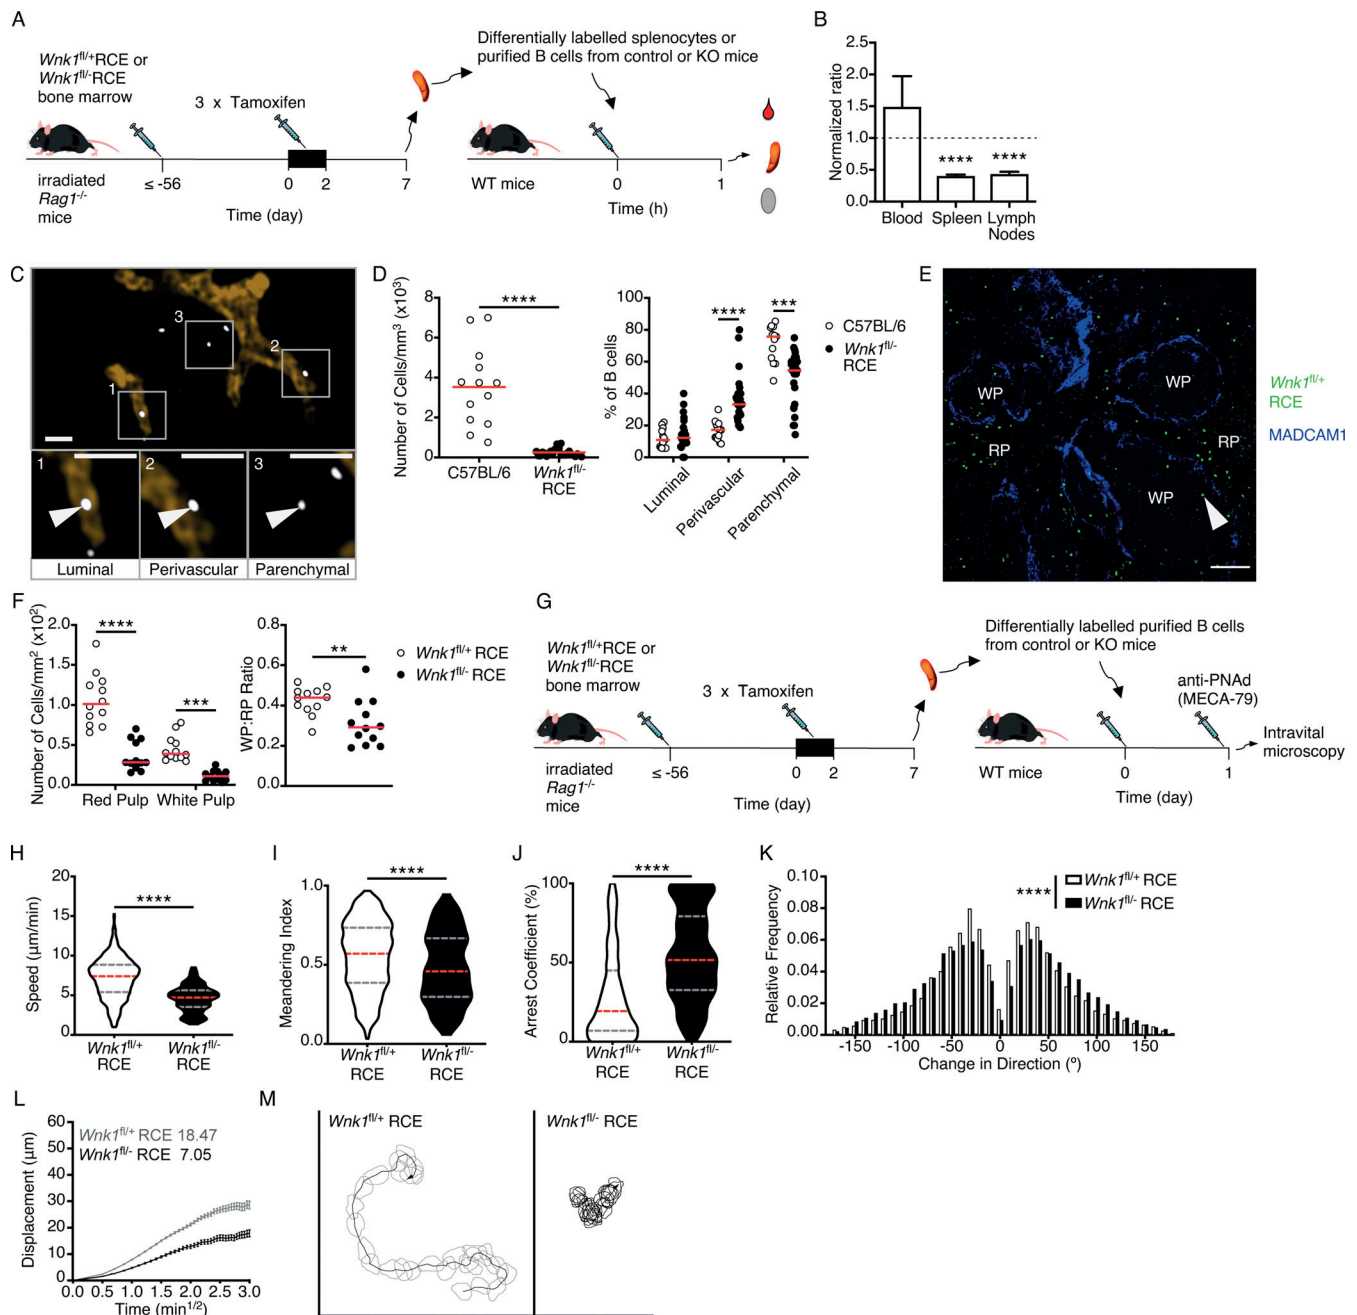 A
Wnk1fl/+RCE or
Wnk1fl/-RCE
bone marrow
3 x Tamoxifen
Differentially labelled splenocytes or
purified B cells from control or KO mice
irradiated
Rag1-/-
mice
≤ -56
0
2
7
Time (day)
WT mice
0
1
Time (h)
B
Normalized ratio
2.5
2.0
1.5
1.0
0.5
0
****
****
Blood
Spleen
Lymph
Nodes
C
1
2
3
1
2
3
Luminal
Perivascular
Parenchymal
D
Number of Cells/mm³ (x10³)
8
6
4
2
0
****
C57BL/6
Wnk1fl/-
RCE
% of B cells
100
80
60
40
20
0
****
***
Luminal
Perivascular
Parenchymal
C57BL/6
Wnk1fl/-
RCE
E
WP
WP
RP
RP
WP
Wnk1fl/+
RCE
MADCAM1
F
Number of Cells/mm² (x10²)
2.0
1.5
1.0
0.5
0
****
***
Red Pulp
White Pulp
WP:RP Ratio
0.8
0.6
0.4
0.2
0.0
**
Wnk1fl/+ RCE
Wnk1fl/- RCE
G
Wnk1fl/+RCE or
Wnk1fl/-RCE
bone marrow
3 x Tamoxifen
Differentially labelled purified B cells
from control or KO mice
anti-PNAd
(MECA-79)
Intravital
microscopy
irradiated
Rag1-/-
mice
≤ -56
0
2
7
Time (day)
WT mice
0
1
Time (day)
H
Speed (µm/min)
20
15
10
5
0
****
Wnk1fl/+
RCE
Wnk1fl/-
RCE
I
Meandering Index
1.0
0.5
0.0
****
Wnk1fl/+
RCE
Wnk1fl/-
RCE
J
Arrest Coefficient (%)
100
50
0
****
Wnk1fl/+
RCE
Wnk1fl/-
RCE
K
Relative Frequency
0.10
0.08
0.06
0.04
0.02
0.00
****
Wnk1fl/+ RCE
Wnk1fl/- RCE
-150
-100
-50
0
50
100
150
Change in Direction (º)
L
Displacement (µm)
60
50
40
30
20
10
0
Wnk1fl/+ RCE 18.47
Wnk1fl/- RCE 7.05
0.0 0.5 1.0 1.5 2.0 2.5 3.0
Time (min1/2)
M
Wnk1fl/+ RCE
Wnk1fl/- RCE